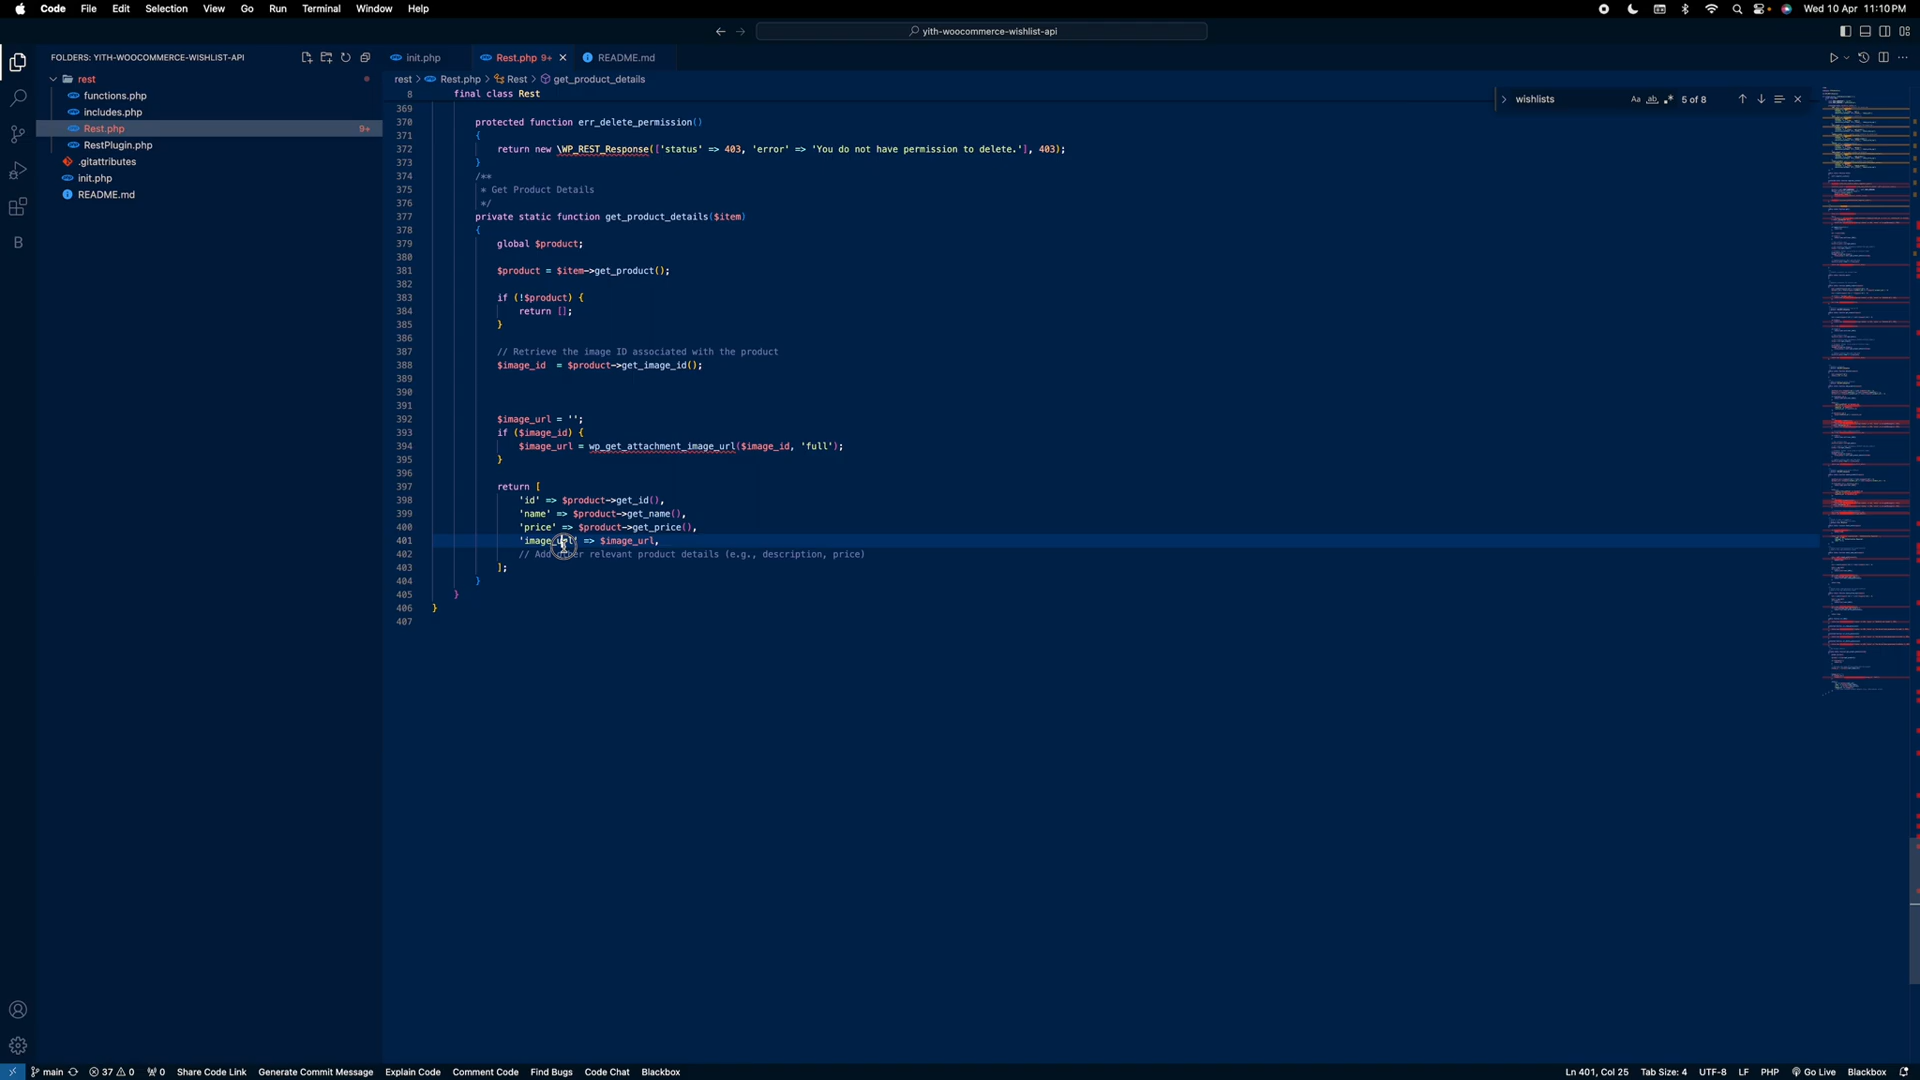 Code File Edit Selection View Go Run Terminal Window Help Wed 10 Apr 11:10 PM
yith-woocommerce-wishlist-api
FOLDERS: YITH-WOOCOMMERCE-WISHLIST-API
rest
functions.php
includes.php
Rest.php 9+
RestPlugin.php
.gitattributes
init.php
README.md
B
init.php Rest.php 9+ README.md
rest > Rest.php > Rest > get_product_details
8 final class Rest
wishlists Aa ab .* 5 of 8
369
370 protected function err_delete_permission()
371 {
372 return new \WP_REST_Response(['status' => 403, 'error' => 'You do not have permission to delete.'], 403);
373 }
374 /**
375 * Get Product Details
376 */
377 private static function get_product_details($item)
378 {
379 global $product;
380
381 $product = $item->get_product();
382
383 if (!$product) {
384 return [];
385 }
386
387 // Retrieve the image ID associated with the product
388 $image_id = $product->get_image_id();
389
390
391
392 $image_url = '';
393 if ($image_id) {
394 $image_url = wp_get_attachment_image_url($image_id, 'full');
395 }
396
397 return [
398 'id' => $product->get_id(),
399 'name' => $product->get_name(),
400 'price' => $product->get_price(),
401 'image_url' => $image_url,
402 // Add other relevant product details (e.g., description, price)
403 ];
404 }
405 }
406 }
407
main 37 0 0 Share Code Link Generate Commit Message Explain Code Comment Code Find Bugs Code Chat Blackbox Ln 401, Col 25 Tab Size: 4 UTF-8 LF PHP Go Live Blackbox